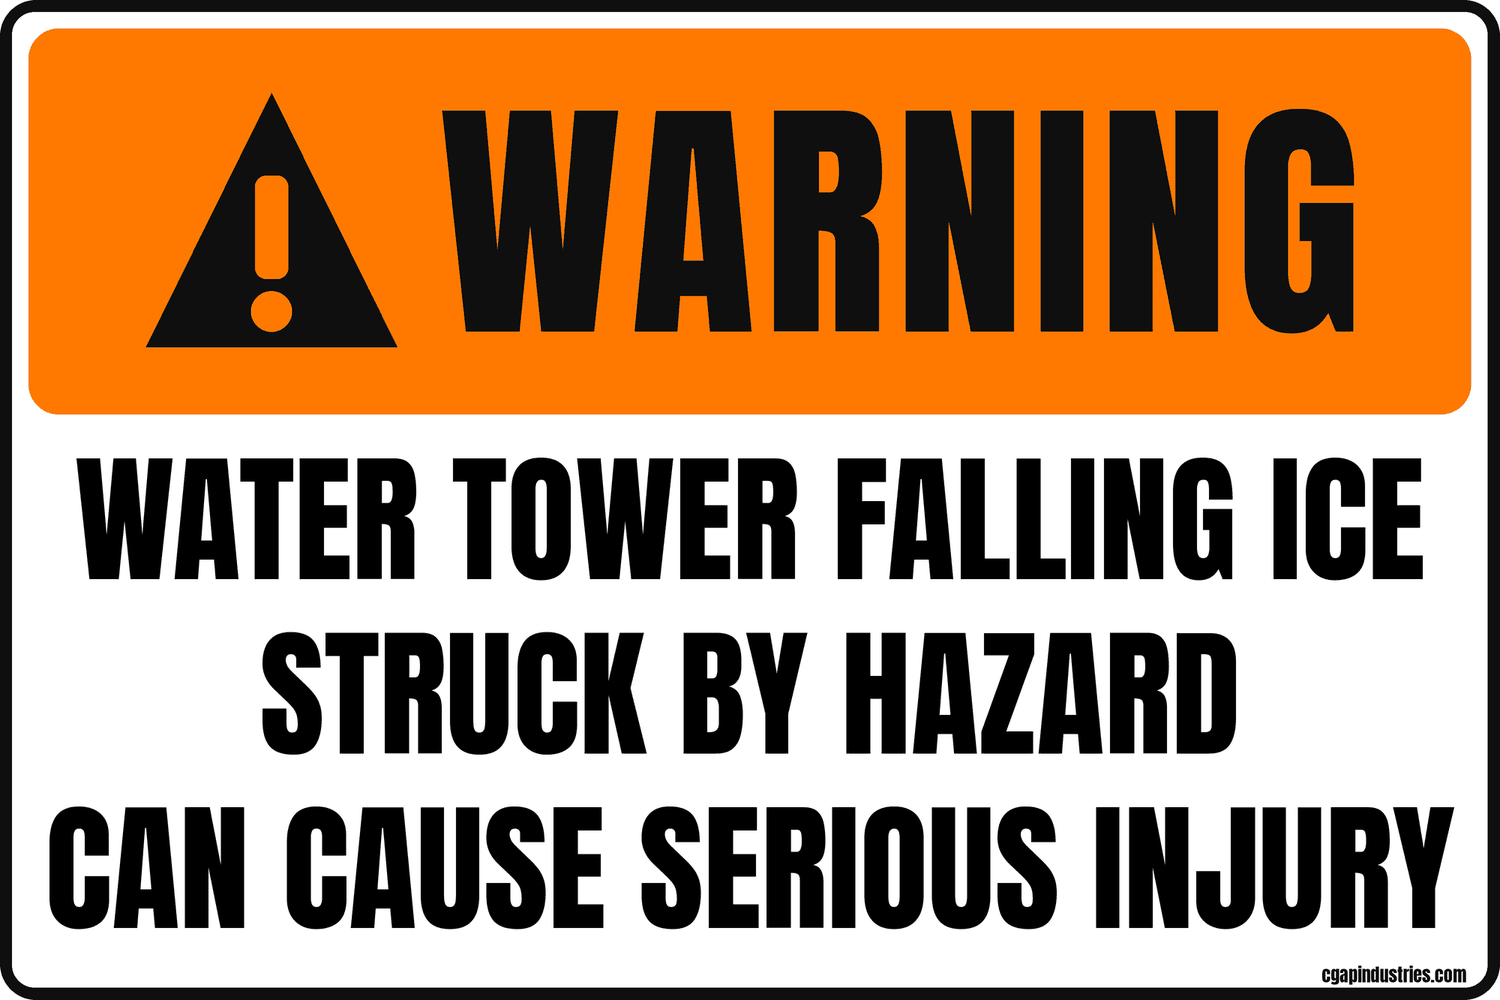 WARNING
WATER TOWER FALLING ICE
STRUCK BY HAZARD
CAN CAUSE SERIOUS INJURY
cgapindustries.com